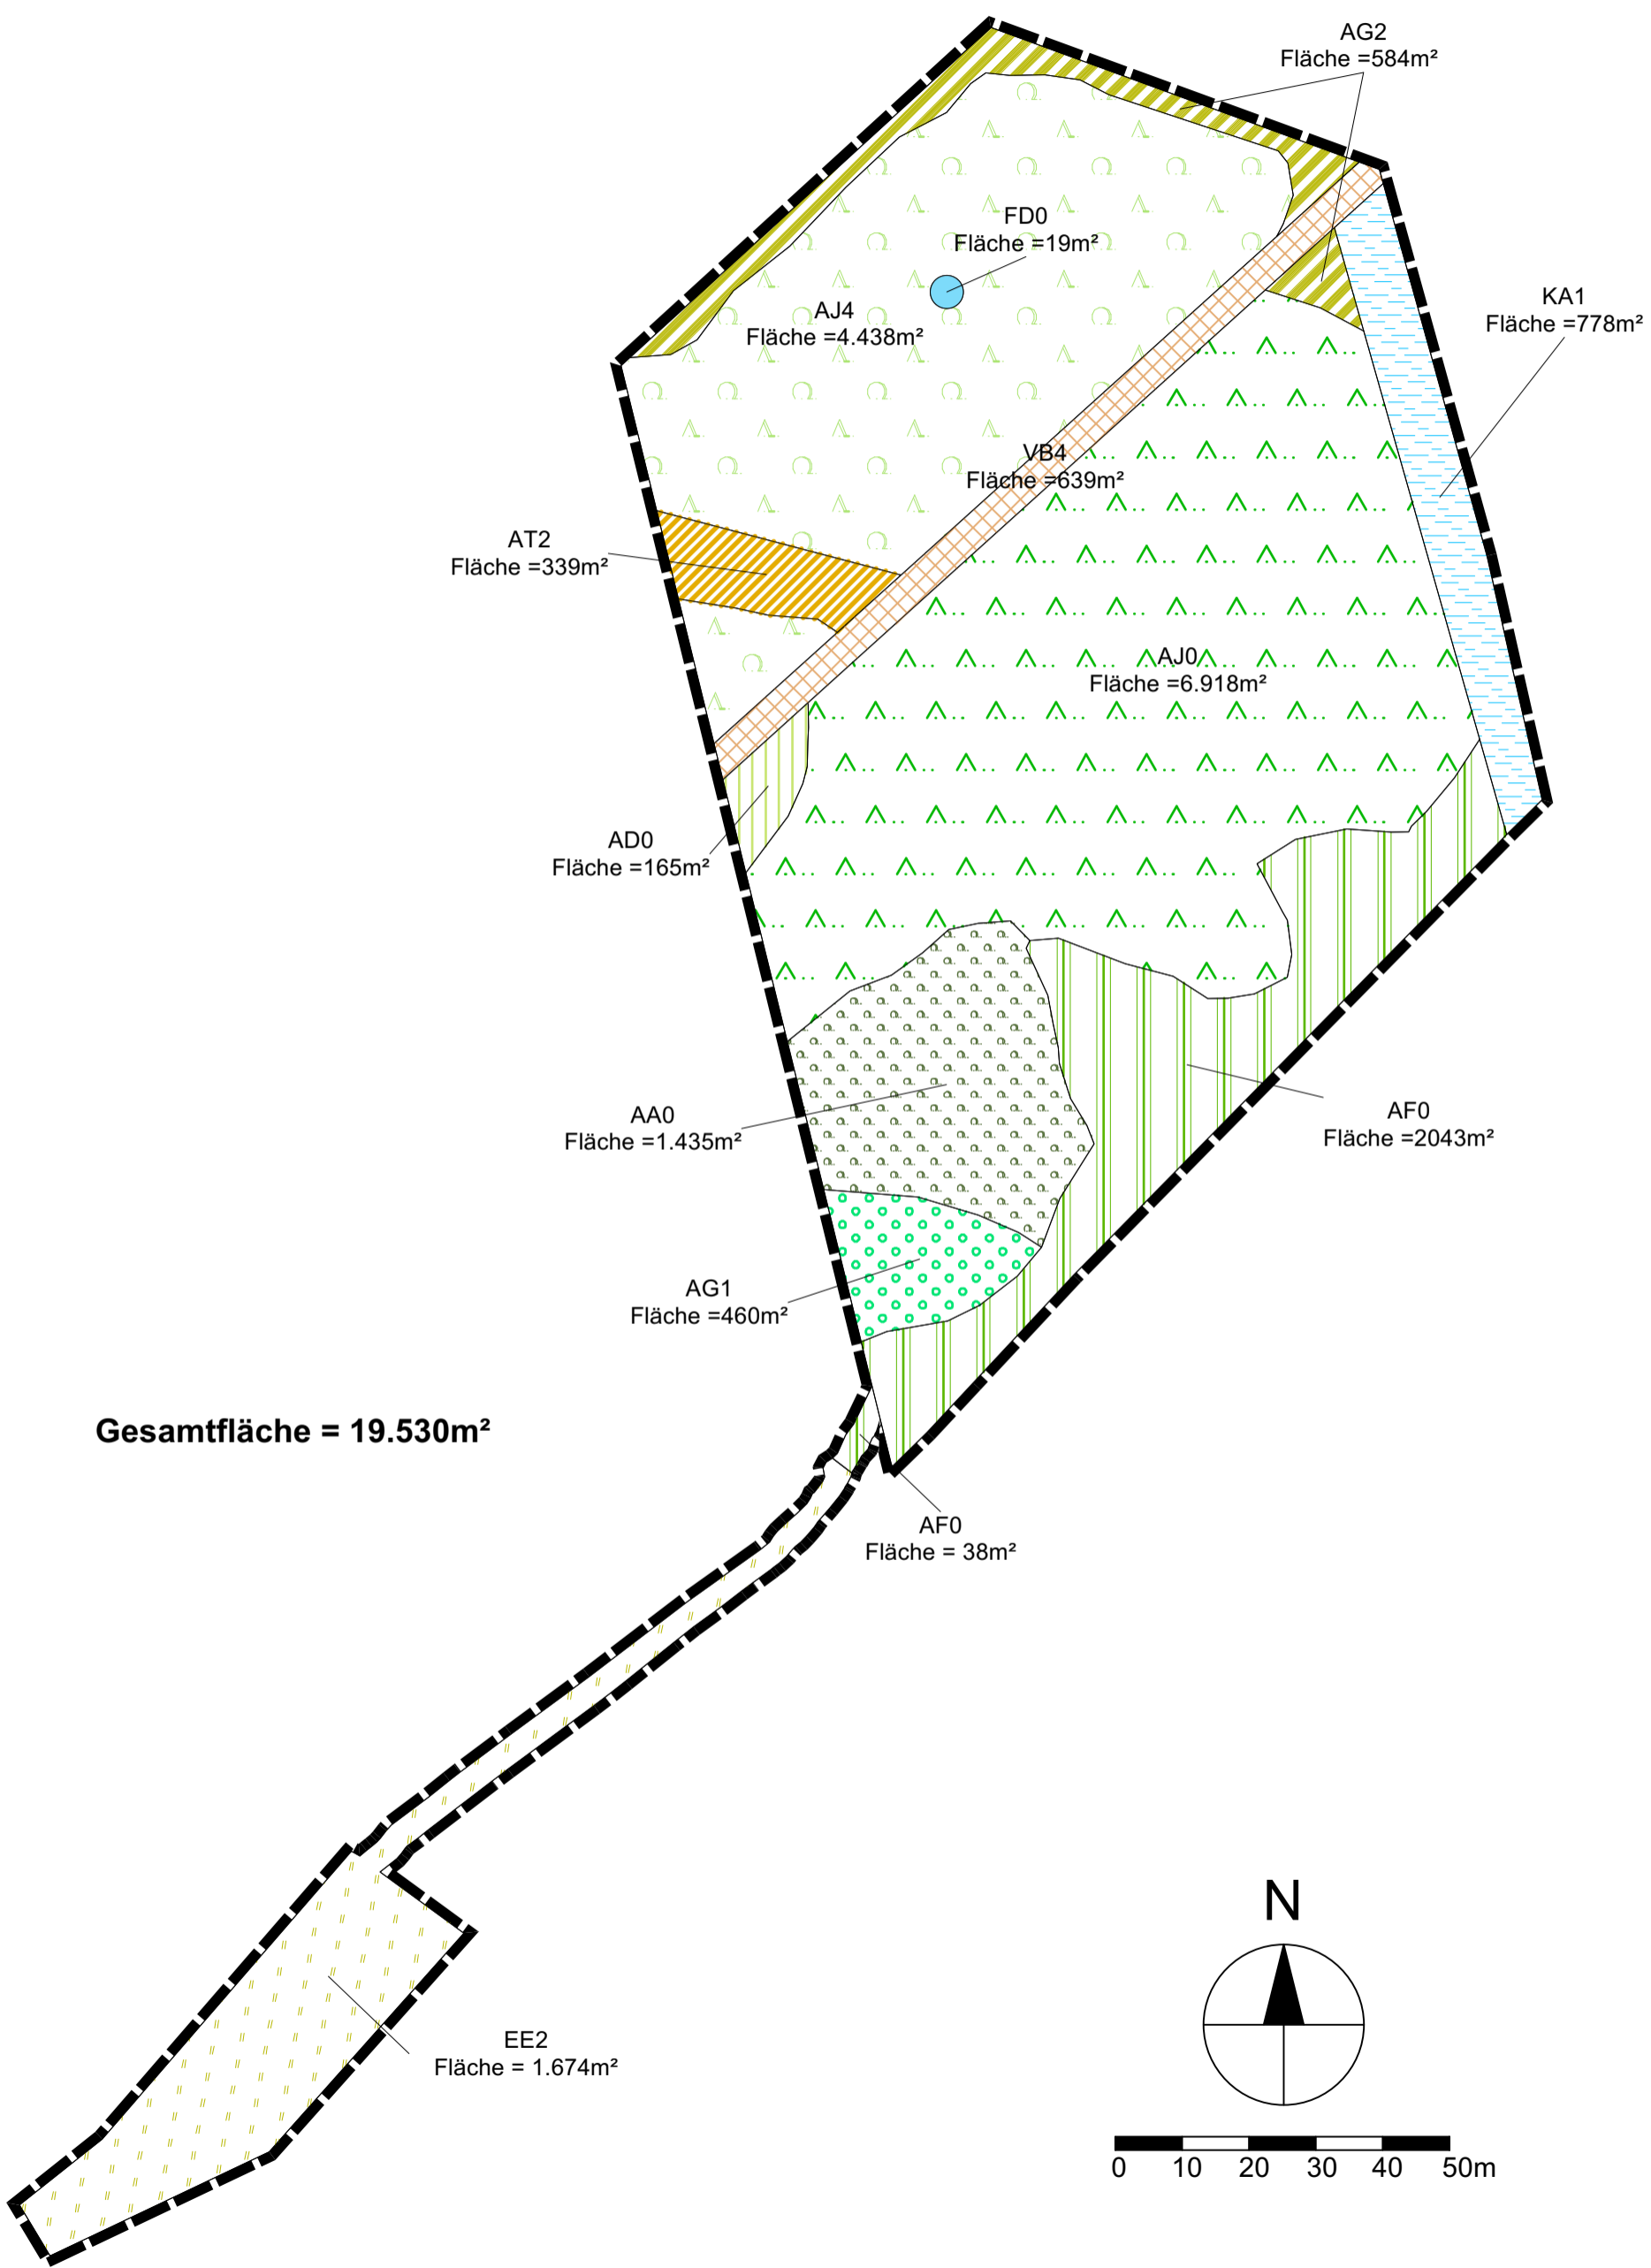 AG2
Fläche =584m²
FD0
Fläche =19m²
AJ4
Fläche =4.438m²
KA1
Fläche =778m²
VB4
Fläche =639m²
AT2
Fläche =339m²
AJ0
Fläche =6.918m²
AD0
Fläche =165m²
AA0
Fläche =1.435m²
AF0
Fläche =2043m²
AG1
Fläche =460m²
Gesamtfläche = 19.530m²
AF0
Fläche = 38m²
EE2
Fläche = 1.674m²
N
0 10 20 30 40 50m